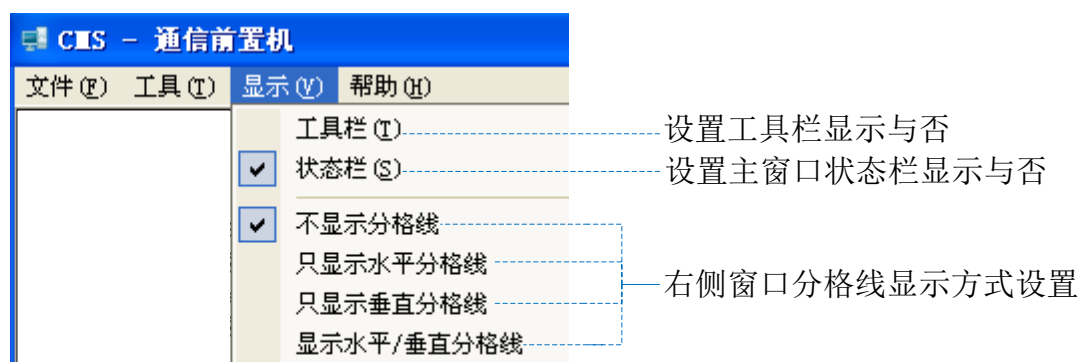 CMS - 通信前置机
文件(F) 工具(T) 显示(V) 帮助(H)
工具栏(T) 设置工具栏显示与否
状态栏(S) 设置主窗口状态栏显示与否
不显示分格线
只显示水平分格线
右侧窗口分格线显示方式设置
只显示垂直分格线
显示水平/垂直分格线